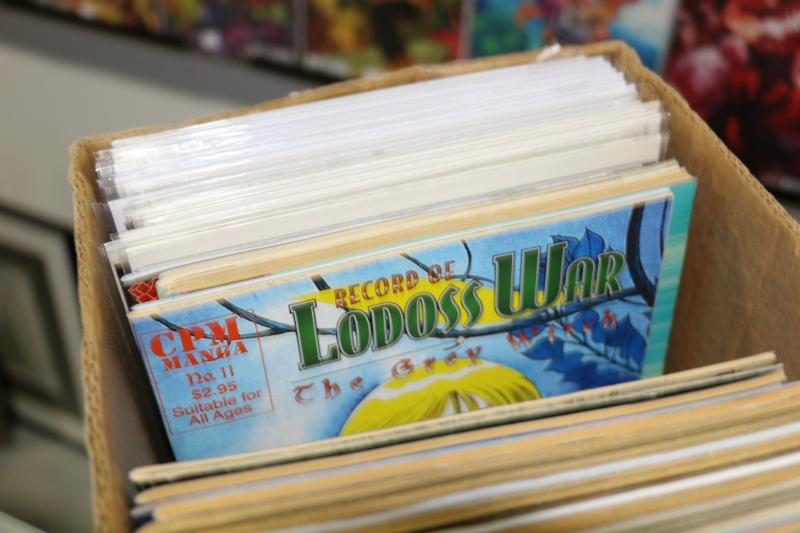 RECORD OF
LODOSS WAR
The Grey Witch
CPM
MANGA
No. 11
$2.95
Suitable for
All Ages